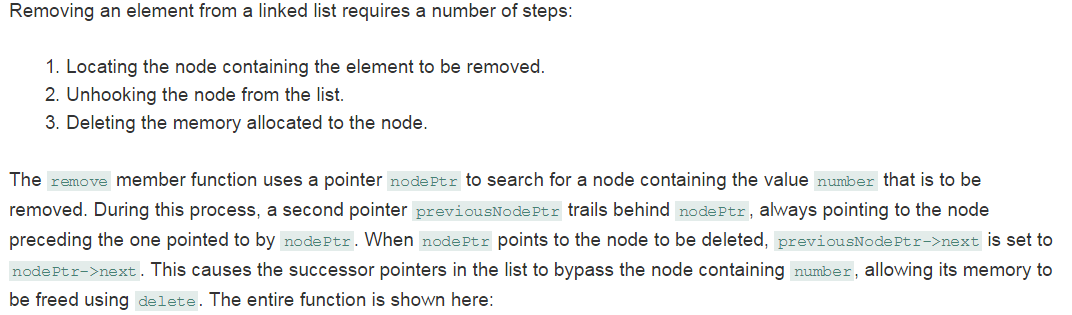 Removing an element from a linked list requires a number of steps:
1. Locating the node containing the element to be removed.
2. Unhooking the node from the list.
3. Deleting the memory allocated to the node.
The remove member function uses a pointer nodePtr to search for a node containing the value number that is to be
removed. During this process, a second pointer previousNodePtr trails behind nodePtr, always pointing to the node
preceding the one pointed to by nodePtr. When nodePtr points to the node to be deleted, previousNodePtr->next is set to
nodePtr->next. This causes the successor pointers in the list to bypass the node containing number, allowing its memory to
be freed using delete. The entire function is shown here: